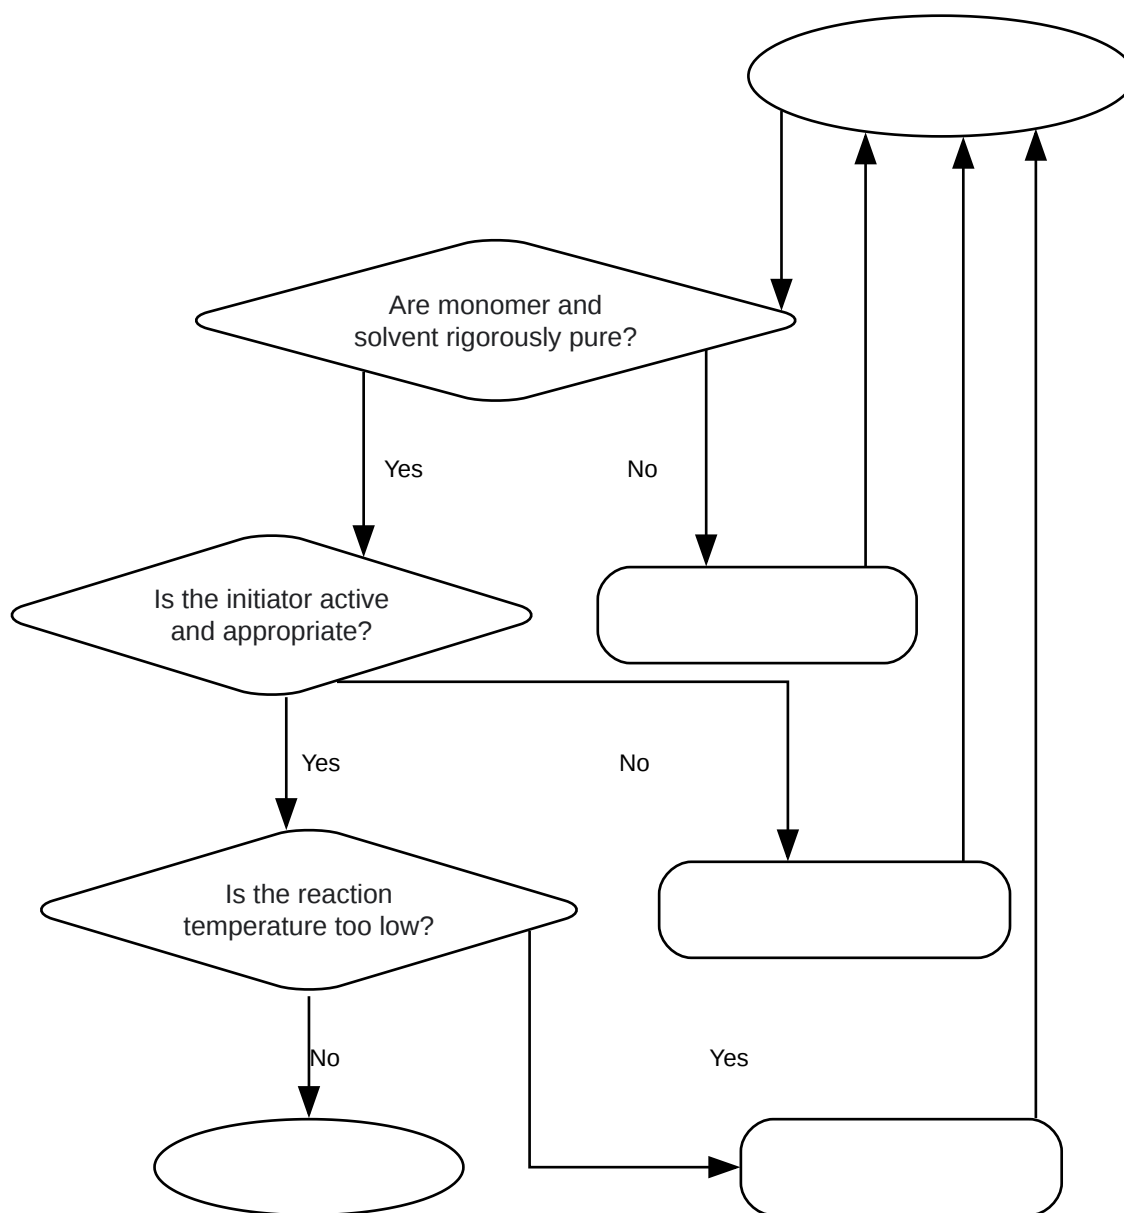 Are monomer and
solvent rigorously pure?
Yes
No
Is the initiator active
and appropriate?
Yes
No
Is the reaction
temperature too low?
No
Yes